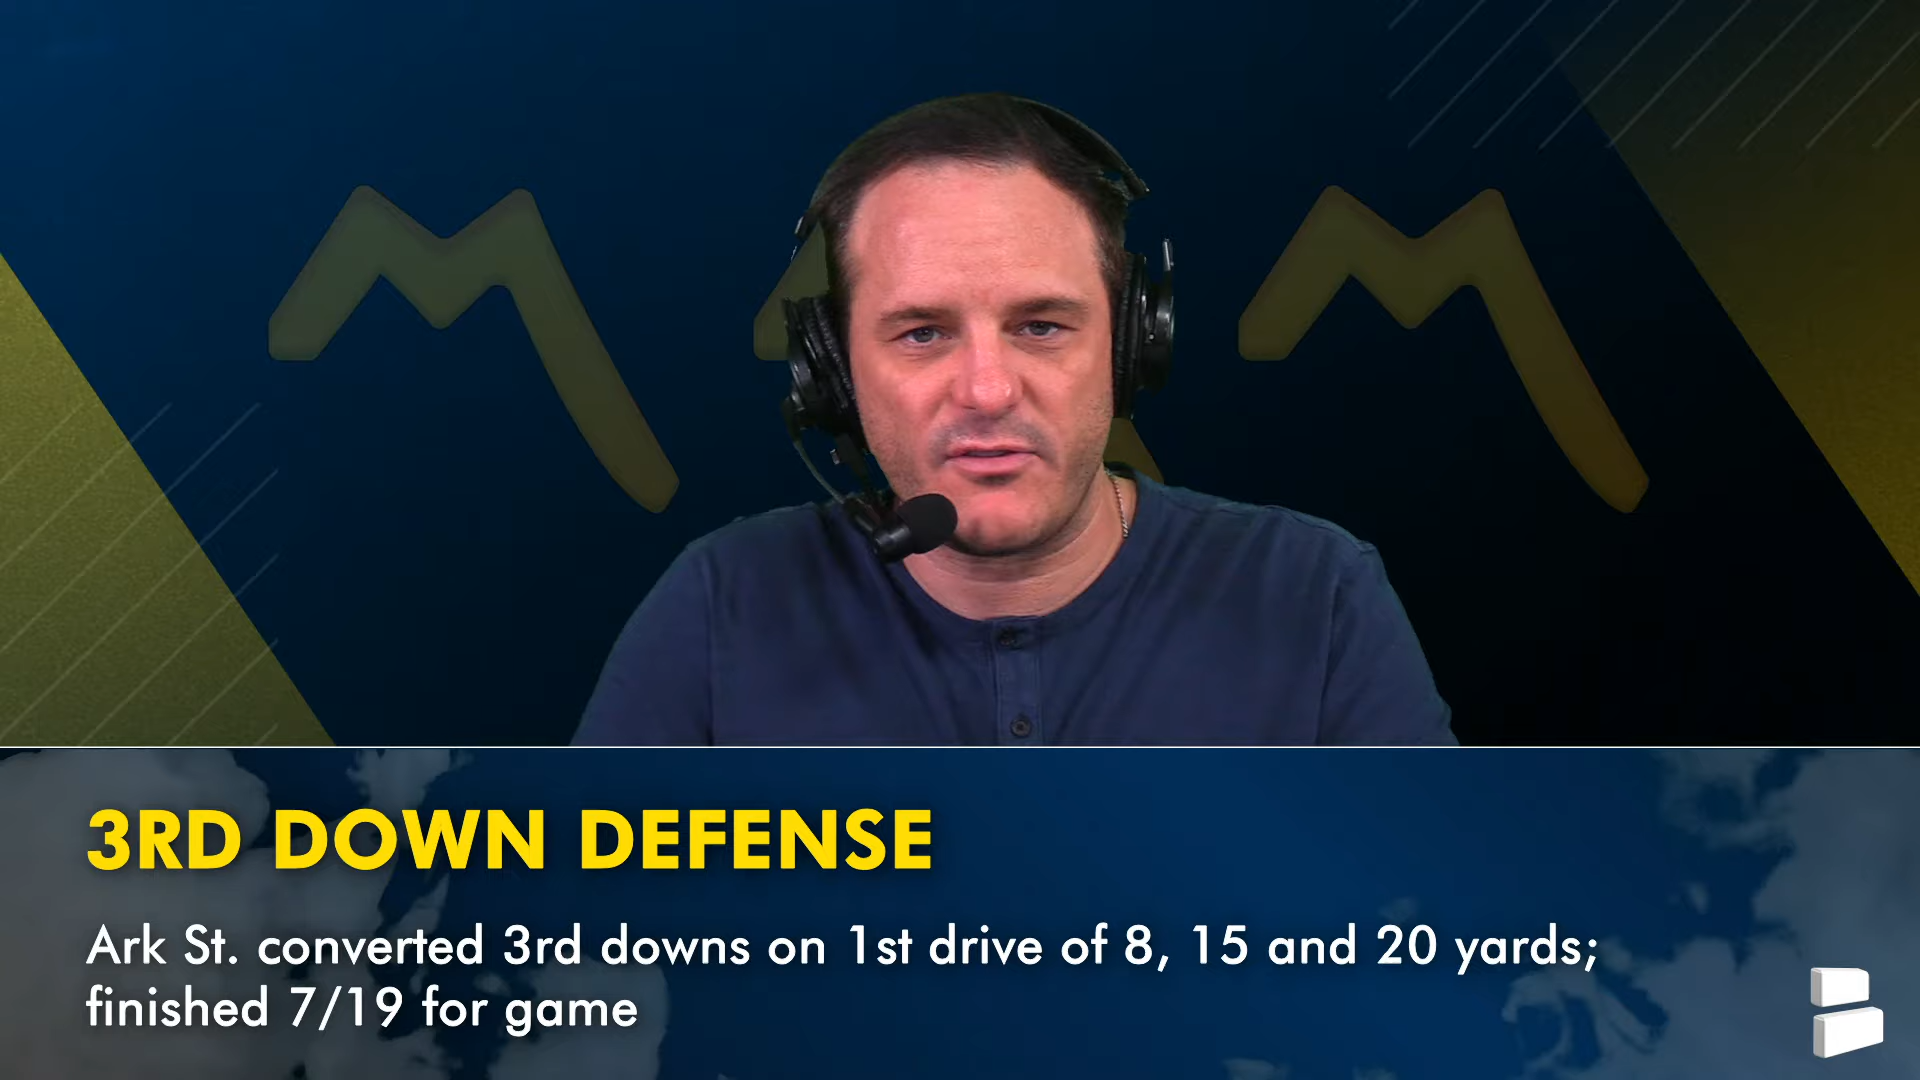 3RD DOWN DEFENSE
Ark St. converted 3rd downs on 1st drive of 8, 15 and 20 yards;
finished 7/19 for game